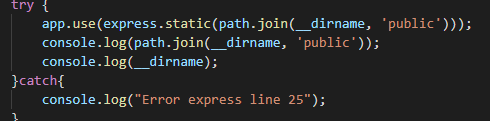 try {
    app.use(express.static(path.join(__dirname, 'public')));
    console.log(path.join(__dirname, 'public'));
    console.log(__dirname);
}catch{
    console.log("Error express line 25");
}